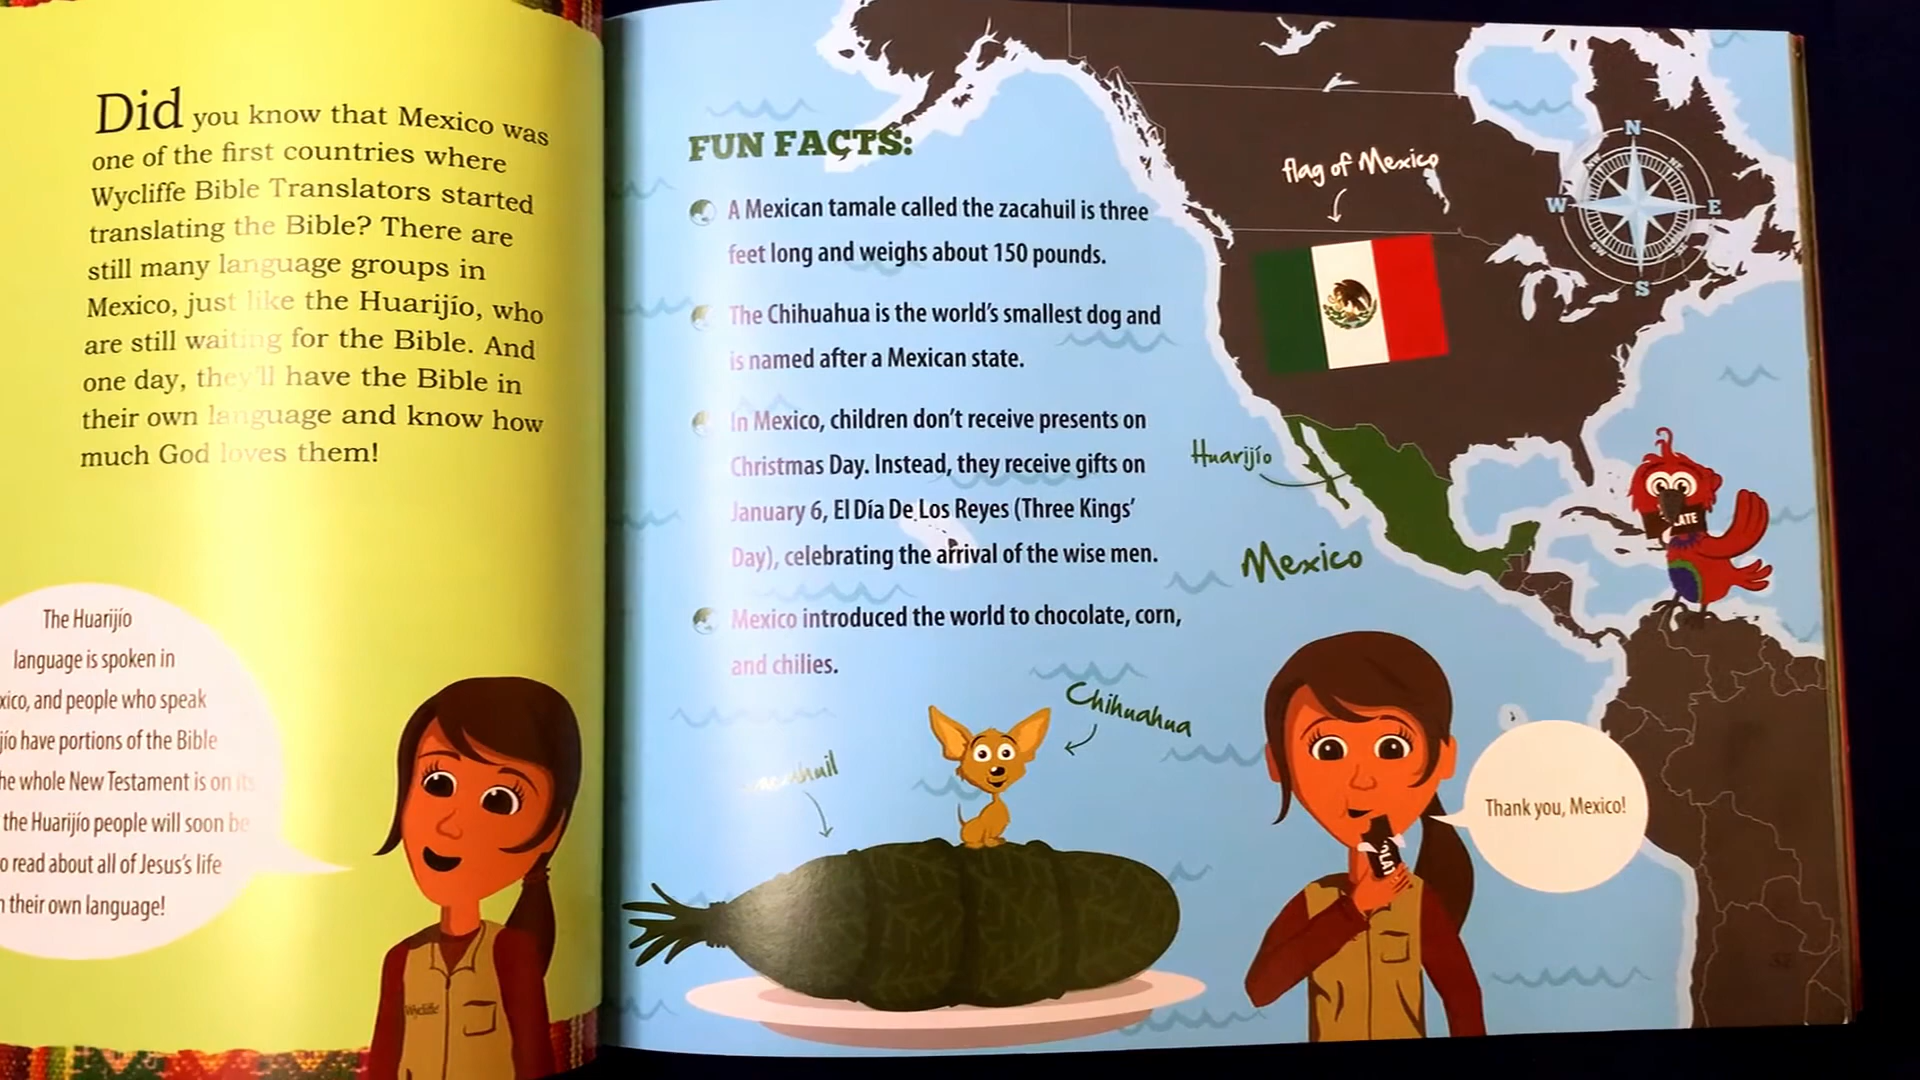 Did you know that Mexico was
one of the first countries where
Wycliffe Bible Translators started
translating the Bible? There are
still many language groups in
Mexico, just like the Huarijío, who
are still waiting for the Bible. And
one day, they'll have the Bible in
their own language and know how
much God loves them!
The Huarijío
language is spoken in
xico, and people who speak
jío have portions of the Bible
he whole New Testament is on its
the Huarijío people will soon be
o read about all of Jesus's life
n their own language!
Wycliffe
FUN FACTS:
A Mexican tamale called the zacahuil is three
feet long and weighs about 150 pounds.
The Chihuahua is the world's smallest dog and
is named after a Mexican state.
In Mexico, children don't receive presents on
Christmas Day. Instead, they receive gifts on
January 6, El Día De Los Reyes (Three Kings'
Day), celebrating the arrival of the wise men.
Mexico introduced the world to chocolate, corn,
and chilies.
flag of Mexico
N
W
E
S
NW
NE
SW
SE
Huarijío
Mexico
LATE
Chihuahua
OLA
Thank you, Mexico!